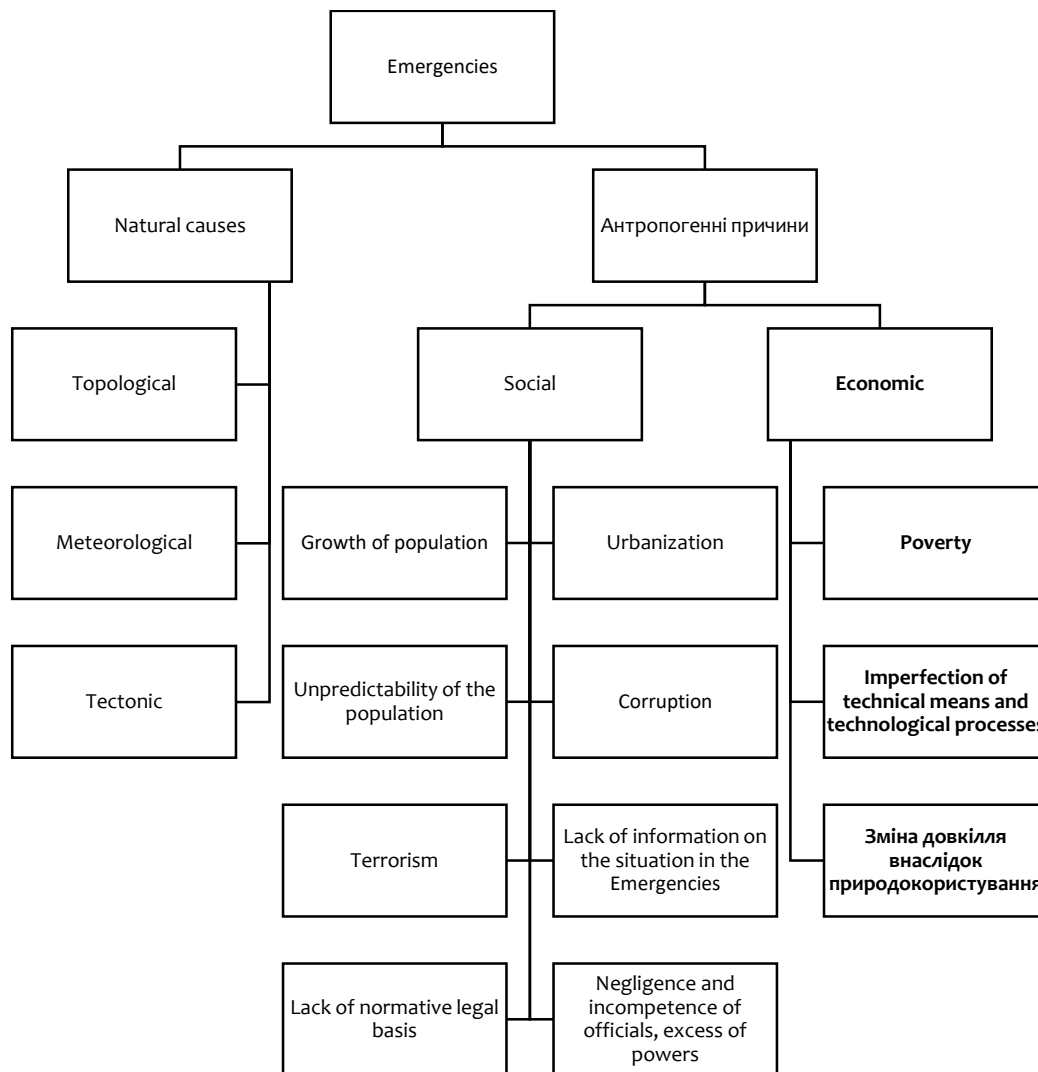 Emergencies
Natural causes
Антропогенні причини
Topological
Social
Economic
Meteorological
Growth of population
Urbanization
Poverty
Tectonic
Unpredictability of the
population
Corruption
Imperfection of
technical means and
technological processes
Terrorism
Lack of information on
the situation in the
Emergencies
Зміна довкілля
внаслідок
природокористування
Lack of normative legal
basis
Negligence and
incompetence of
officials, excess of
powers